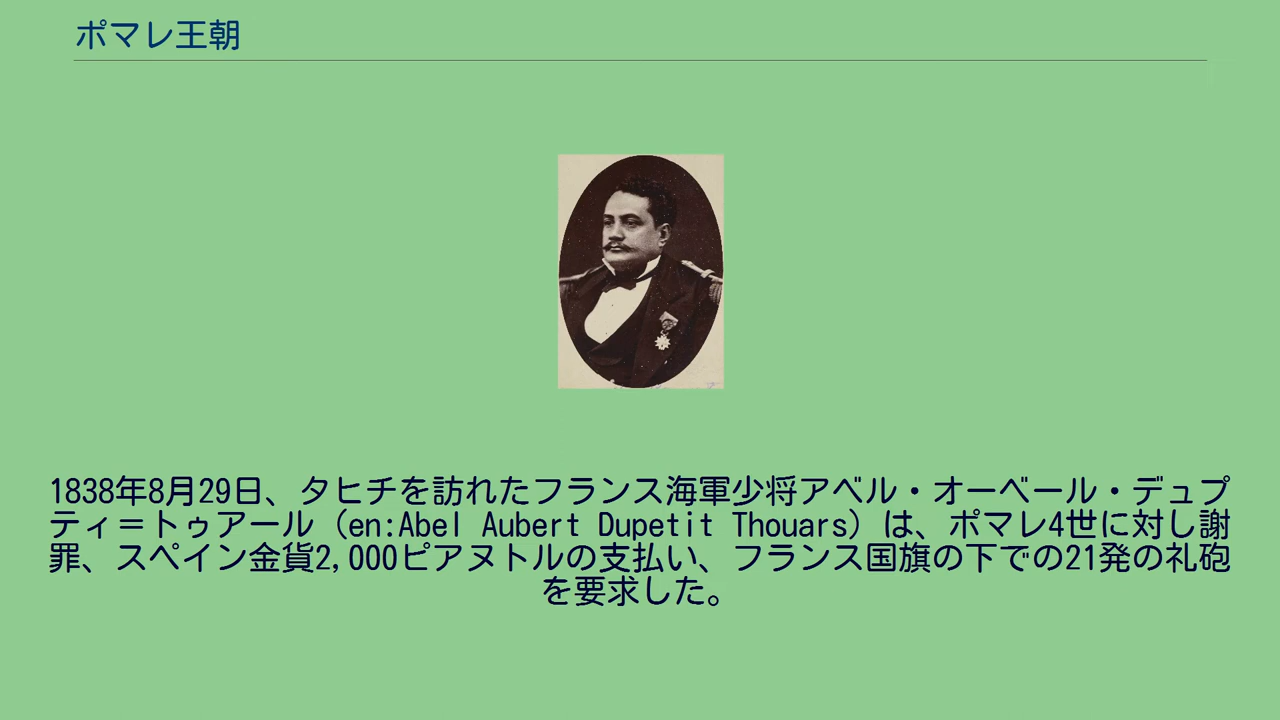 ポマレ王朝
1838年8月29日、タヒチを訪れたフランス海軍少将アベル・オーベール・デュプ
ティ＝トゥアール（en:Abel Aubert Dupetit Thouars）は、ポマレ4世に対し謝
罪、スペイン金貨2,000ピアヌトルの支払い、フランス国旗の下での21発の礼砲
を要求した。